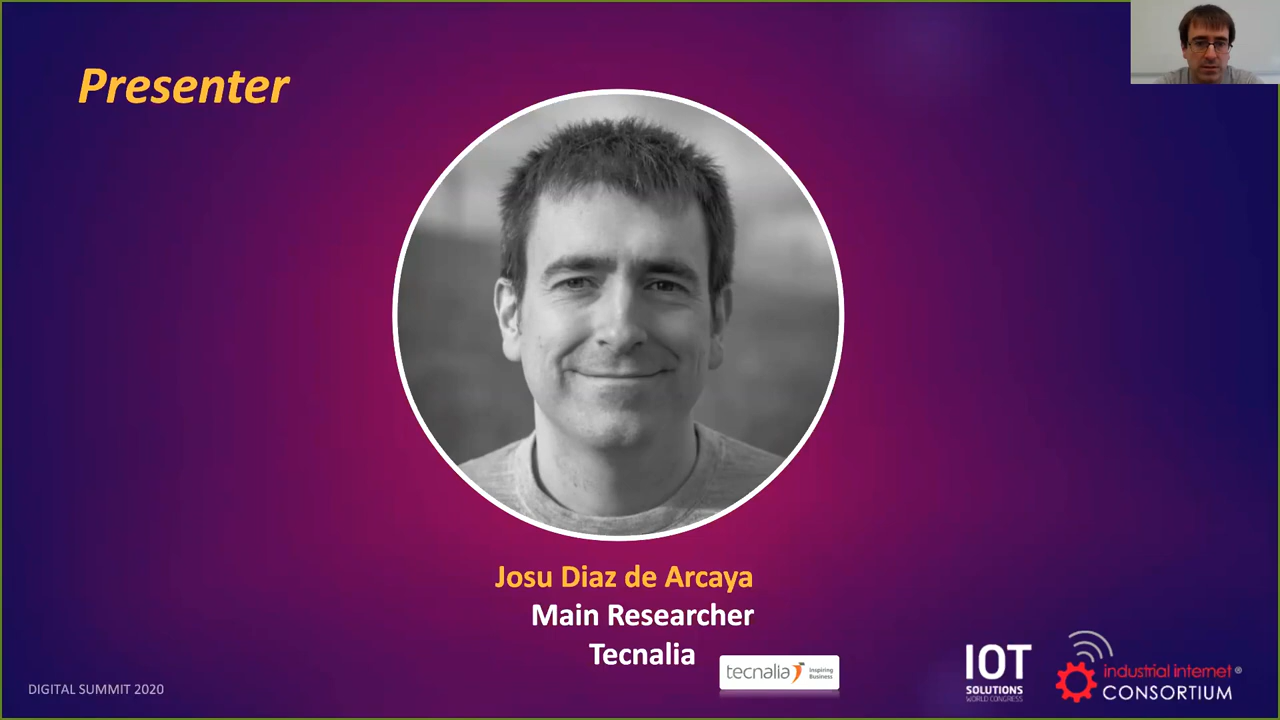 Presenter
Josu Diaz de Arcaya
Main Researcher
Tecnalia
tecnalia Inspiring
Business
DIGITAL SUMMIT 2020
IOT
SOLUTIONS
WORLD CONGRESS
industrial internet®
CONSORTIUM